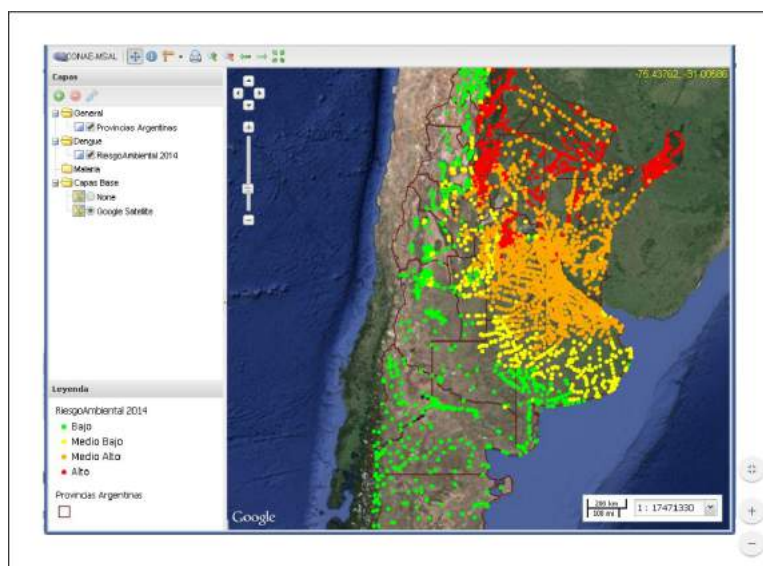 CONAE-MSAL
Capas
General
Provincias Argentinas
Dengue
RiesgoAmbiental 2014
Malaria
Capas Base
None
Google Satellite
-75.43762, -31.00586
Leyenda
RiesgoAmbiental 2014
Bajo
Medio Bajo
Medio Alto
Alto
Provincias Argentinas
Google
200 km
100 mi
1 : 17471330